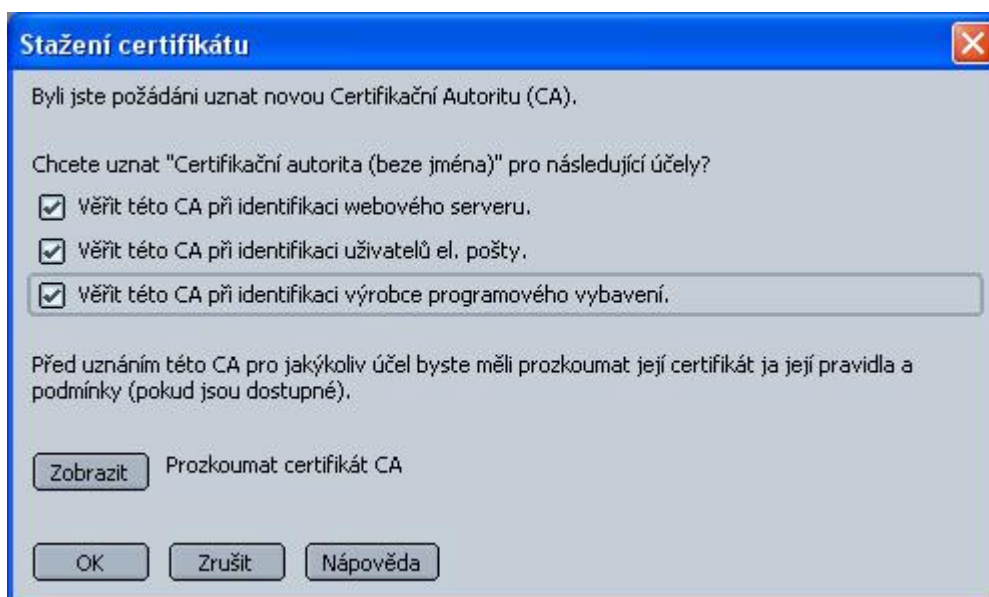 Stažení certifikátu
Byli jste požádáni uznat novou Certifikační Autoritu (CA).
Chcete uznat "Certifikační autorita (beze jména)" pro následující účely?
Věřit této CA při identifikaci webového serveru.
Věřit této CA při identifikaci uživatelů el. pošty.
Věřit této CA při identifikaci výrobce programového vybavení.
Před uznáním této CA pro jakýkoliv účel byste měli prozkoumat její certifikát ja její pravidla a
podmínky (pokud jsou dostupné).
Zobrazit Prozkoumat certifikát CA
OK Zrušit Nápověda